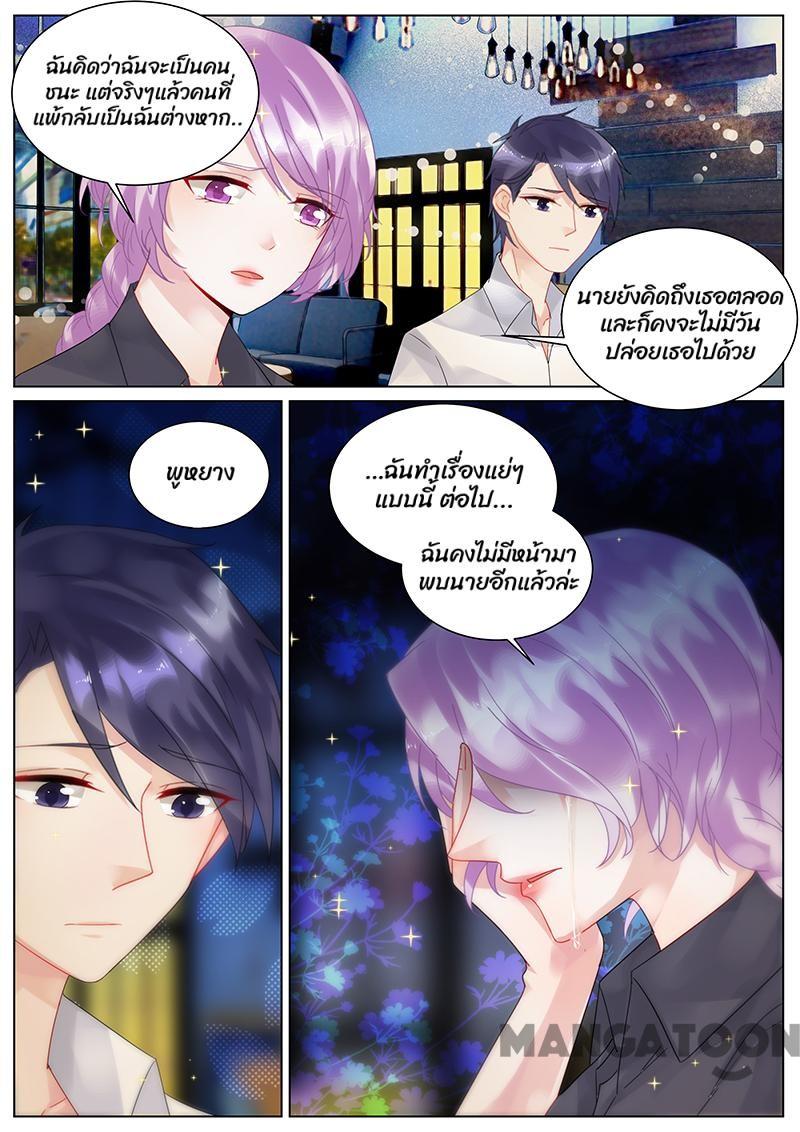 ฉันคิดว่าฉันจะเป็นคน
ชนะ แต่จริงๆแล้วคนที่
แพ้กลับเป็นฉันต่างหาก..
นายยังคิดถึงเธอตลอด
และก็คงจะไม่มีวัน
ปล่อยเธอไปด้วย
พูหยาง
...ฉันทำเรื่องแย่ๆ
แบบนี้ ต่อไป...
ฉันคงไม่มีหน้ามา
พบนายอีกแล้วล่ะ
MANGATOON